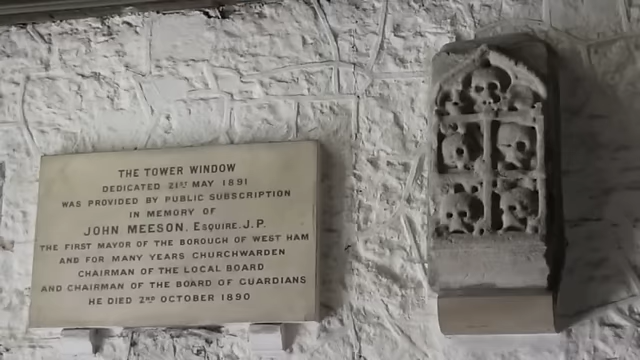 THE TOWER WINDOW
DEDICATED 21ST MAY 1891
WAS PROVIDED BY PUBLIC SUBSCRIPTION
IN MEMORY OF
JOHN MEESON. ESQUIRE. J.P.
THE FIRST MAYOR OF THE BOROUGH OF WEST HAM
AND FOR MANY YEARS CHURCHWARDEN
CHAIRMAN OF THE LOCAL BOARD
AND CHAIRMAN OF THE BOARD OF GUARDIANS
HE DIED 2ND OCTOBER 1890